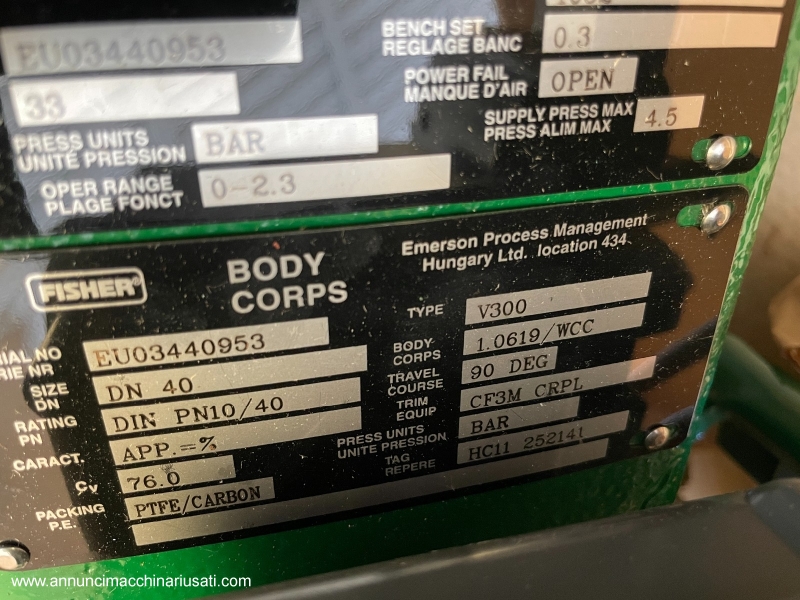 BENCH SET 0.3
REGLAGE BANC
EU03440953
POWER FAIL OPEN
MANQUE D'AIR
33
SUPPLY PRESS MAX 4.5
PRESS ALIM MAX
PRESS UNITS BAR
UNITÉ PRESSION
OPER RANGE 0-2.3
PLAGE FONCT
Emerson Process Management
Hungary Ltd. location 434
FISHER®
BODY
CORPS
TYPE V300
IAL NO EU03440953
RIE NR
BODY 1.0619/WCC
CORPS
SIZE DN 40
DN
TRAVEL 90 DEG
COURSE
RATING DIN PN10/40
PN
TRIM CF3M CRPL
EQUIP
CARACT. APP.=%
PRESS UNITS BAR
UNITE PRESSION
Cv 76.0
TAG HC11 252141
REPERE
PACKING PTFE/CARBON
P.E.
www.annuncimacchinariusati.com